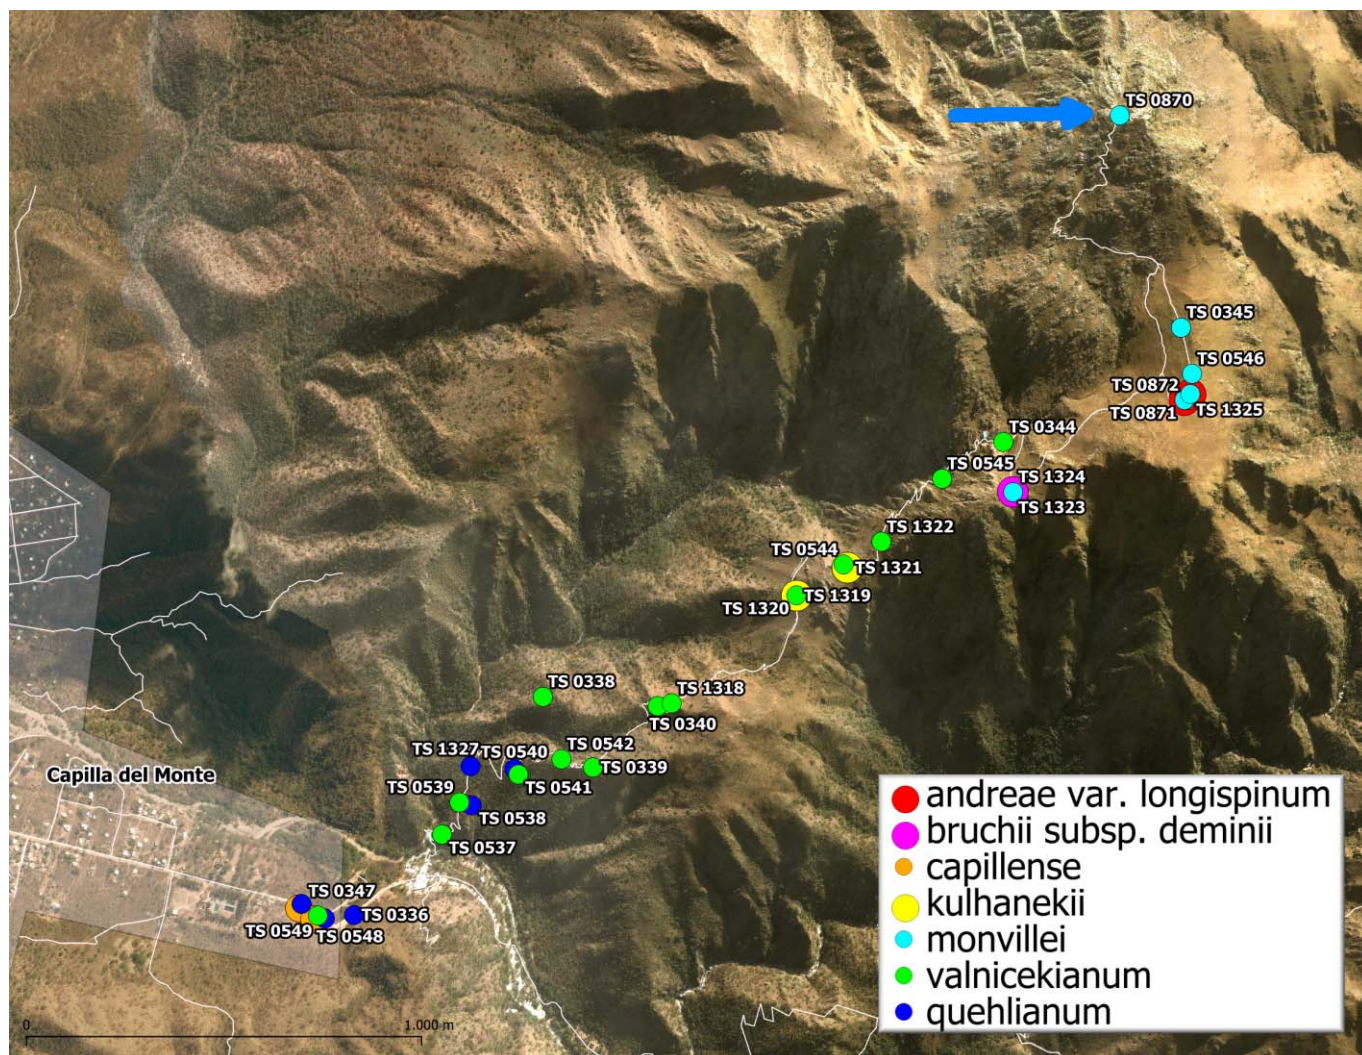 TS 0870
TS 0345
TS 0546
TS 0872
TS 0871
TS 1325
TS 0344
TS 0545
TS 1324
TS 1323
TS 1322
TS 0544
TS 1321
TS 1319
TS 1320
TS 0338
TS 1318
TS 0340
TS 1327
TS 0540
TS 0542
TS 0339
TS 0541
TS 0539
TS 0538
TS 0537
Capilla del Monte
TS 0347
TS 0336
TS 0549
TS 0548
0
1.000 m
andreae var. longispinum
bruchii subsp. deminii
capillense
kulhanekii
monvillei
valnicekianum
quehlianum